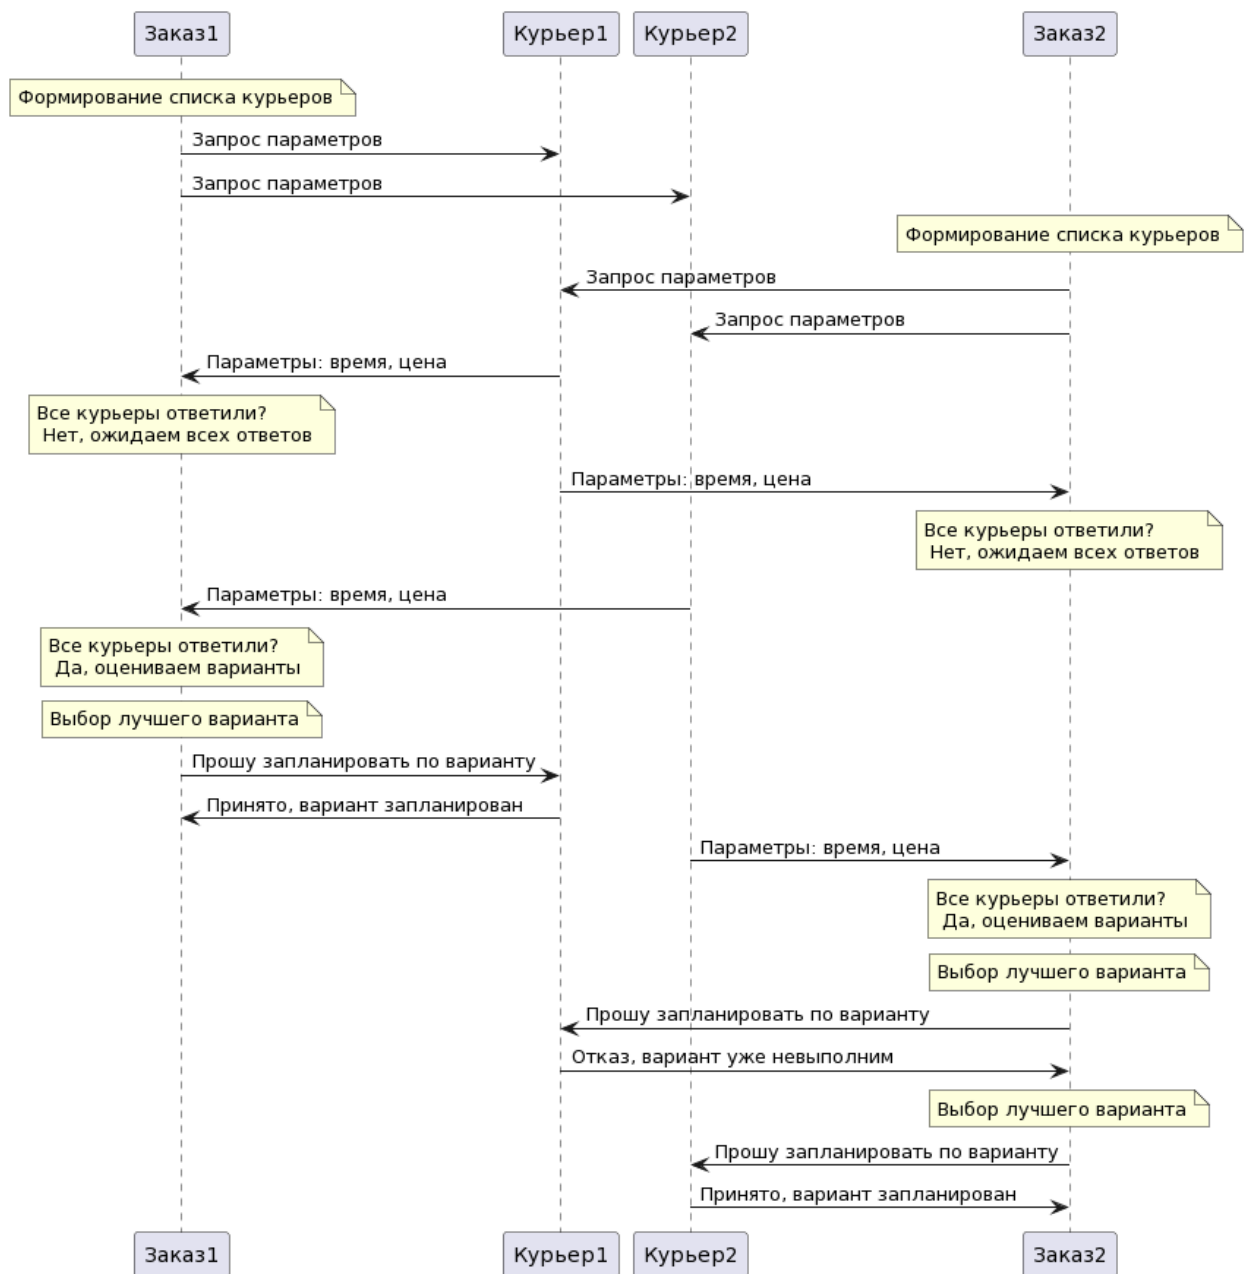 Заказ1
Курьер1
Курьер2
Заказ2
Формирование списка курьеров
Запрос параметров
Запрос параметров
Формирование списка курьеров
Запрос параметров
Запрос параметров
Параметры: время, цена
Все курьеры ответили?
Нет, ожидаем всех ответов
Параметры: время, цена
Все курьеры ответили?
Нет, ожидаем всех ответов
Параметры: время, цена
Все курьеры ответили?
Да, оцениваем варианты
Выбор лучшего варианта
Прошу запланировать по варианту
Принято, вариант запланирован
Параметры: время, цена
Все курьеры ответили?
Да, оцениваем варианты
Выбор лучшего варианта
Прошу запланировать по варианту
Отказ, вариант уже невыполним
Выбор лучшего варианта
Прошу запланировать по варианту
Принято, вариант запланирован
Заказ1
Курьер1
Курьер2
Заказ2